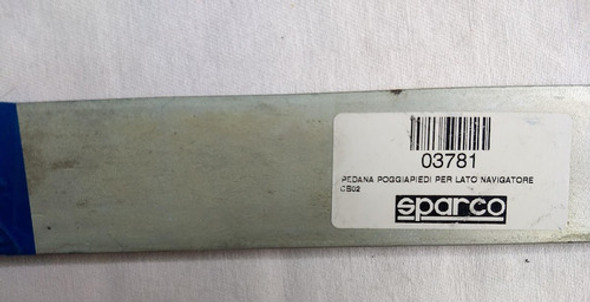 03781
PEDANA POGGIAPIEDI PER LATO NAVIGATORE
CB02
sparco